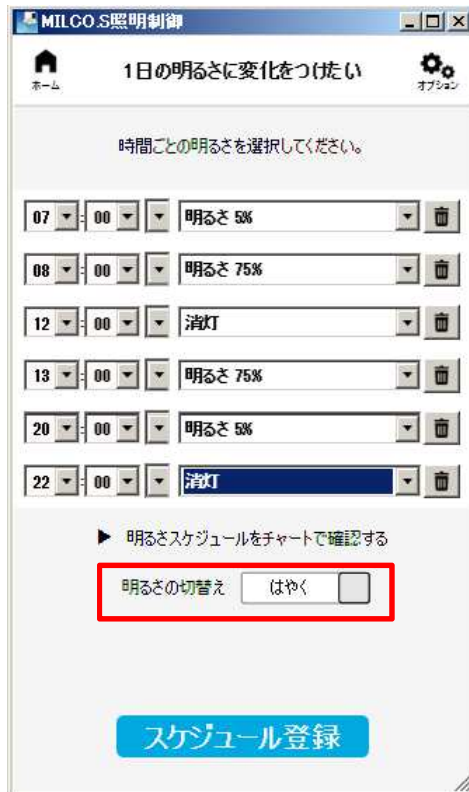 MILCO.S照明制御
ホーム
1日の明るさに変化をつけたい
オプション
時間ごとの明るさを選択してください。
07 : 00 明るさ 5%
08 : 00 明るさ 75%
12 : 00 消灯
13 : 00 明るさ 75%
20 : 00 明るさ 5%
22 : 00 消灯
▶ 明るさスケジュールをチャートで確認する
明るさの切替え はやく
スケジュール登録